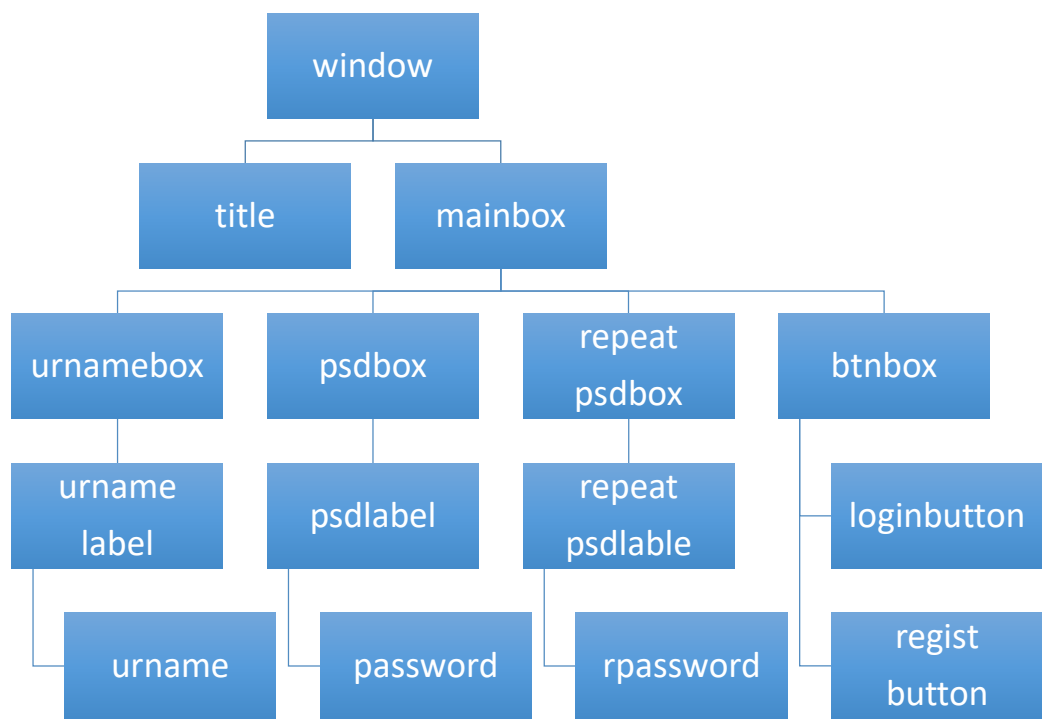 window
title
mainbox
urnamebox
psdbox
repeat
psdbox
btnbox
urname
label
psdlabel
repeat
psdlable
loginbutton
urname
password
rpassword
regist
button